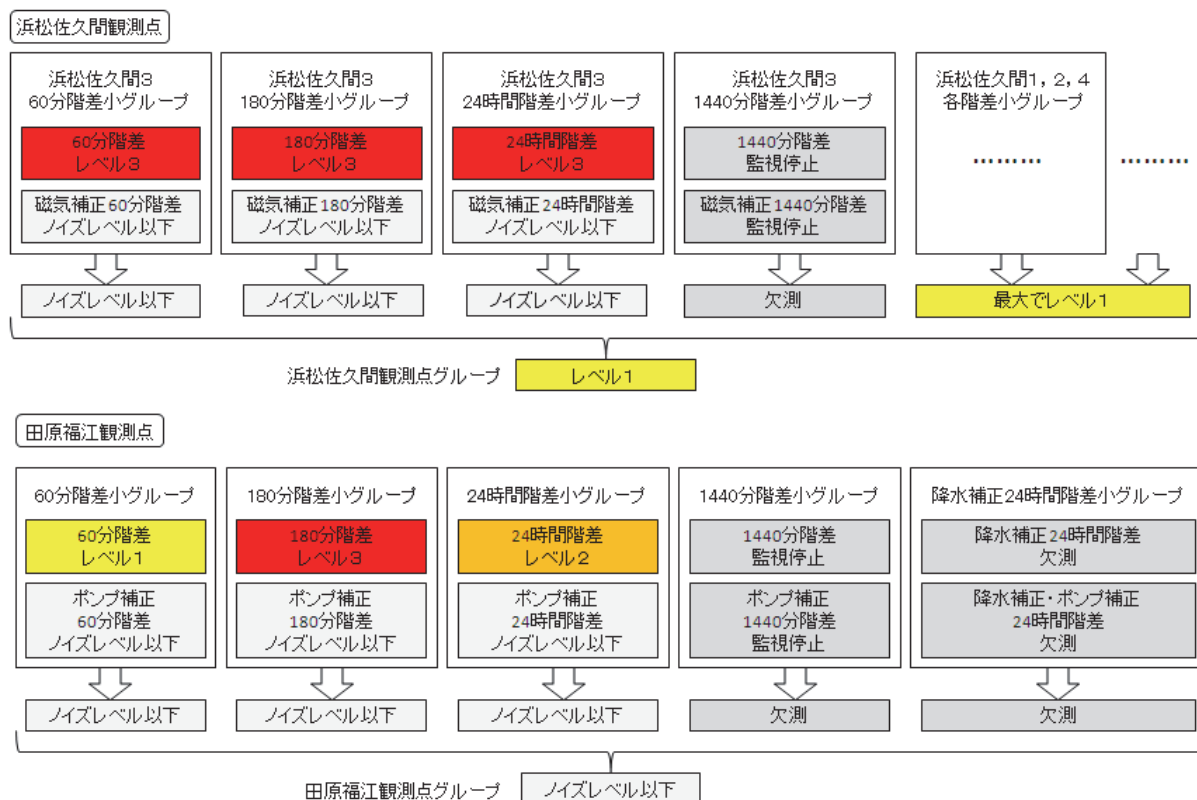 浜松佐久間観測点
浜松佐久間3
60分階差小グループ
60分階差
レベル3
磁気補正60分階差
ノイズレベル以下
ノイズレベル以下
浜松佐久間3
180分階差小グループ
180分階差
レベル3
磁気補正180分階差
ノイズレベル以下
ノイズレベル以下
浜松佐久間3
24時間階差小グループ
24時間階差
レベル3
磁気補正24時間階差
ノイズレベル以下
ノイズレベル以下
浜松佐久間3
1440分階差小グループ
1440分階差
監視停止
磁気補正1440分階差
監視停止
欠測
浜松佐久間1, 2, 4
各階差小グループ
………
………
最大でレベル1
浜松佐久間観測点グループ
レベル1
田原福江観測点
60分階差小グループ
60分階差
レベル1
ポンプ補正
60分階差
ノイズレベル以下
ノイズレベル以下
180分階差小グループ
180分階差
レベル3
ポンプ補正
180分階差
ノイズレベル以下
ノイズレベル以下
24時間階差小グループ
24時間階差
レベル2
ポンプ補正
24時間階差
ノイズレベル以下
ノイズレベル以下
1440分階差小グループ
1440分階差
監視停止
ポンプ補正
1440分階差
監視停止
欠測
降水補正24時間階差小グループ
降水補正24時間階差
欠測
降水補正・ポンプ補正
24時間階差
欠測
欠測
田原福江観測点グループ
ノイズレベル以下